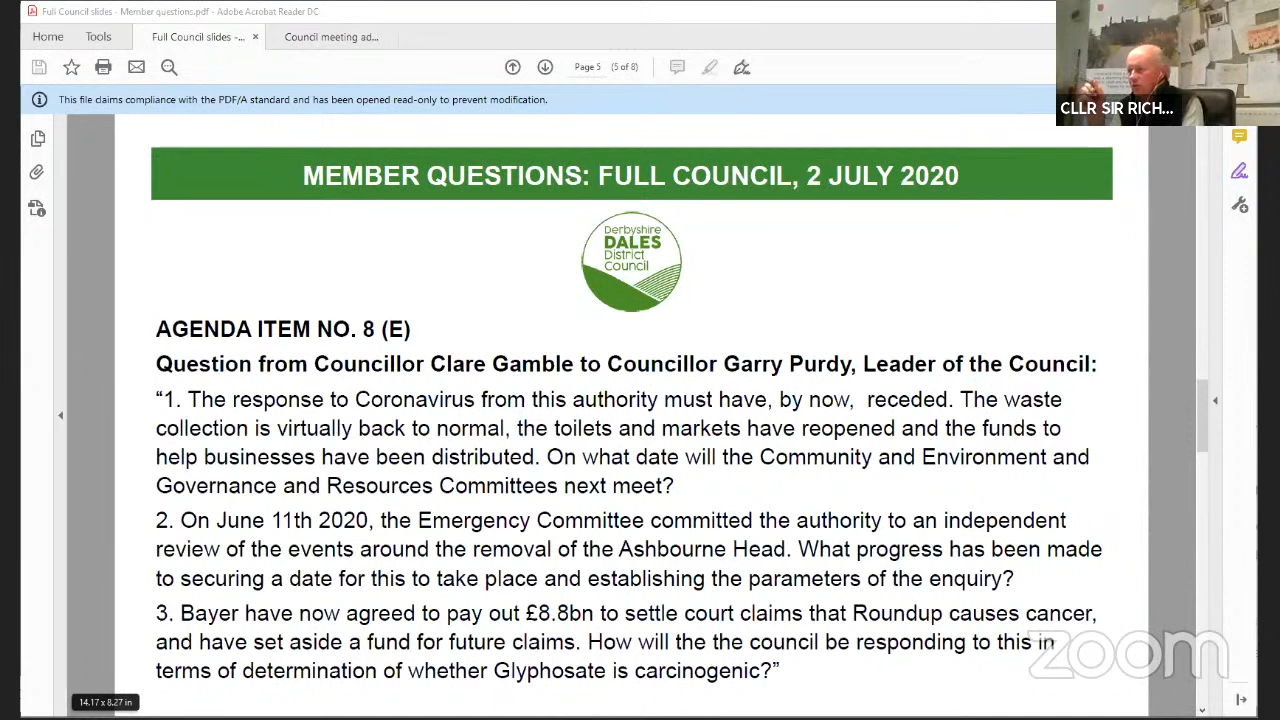 Full Council slides - Member questions.pdf - Adobe Acrobat Reader DC
Home Tools Full Council slides -... × Council meeting ad...
Page 5 (5 of 8)
This file claims compliance with the PDF/A standard and has been opened read-only to prevent modification.
CLLR SIR RICH...
MEMBER QUESTIONS: FULL COUNCIL, 2 JULY 2020
Derbyshire
DALES
District
Council
AGENDA ITEM NO. 8 (E)
Question from Councillor Clare Gamble to Councillor Garry Purdy, Leader of the Council:
“1. The response to Coronavirus from this authority must have, by now, receded. The waste
collection is virtually back to normal, the toilets and markets have reopened and the funds to
help businesses have been distributed. On what date will the Community and Environment and
Governance and Resources Committees next meet?
2. On June 11th 2020, the Emergency Committee committed the authority to an independent
review of the events around the removal of the Ashbourne Head. What progress has been made
to securing a date for this to take place and establishing the parameters of the enquiry?
3. Bayer have now agreed to pay out £8.8bn to settle court claims that Roundup causes cancer,
and have set aside a fund for future claims. How will the the council be responding to this in
terms of determination of whether Glyphosate is carcinogenic?”
zoom
14.17 x 8.27 in